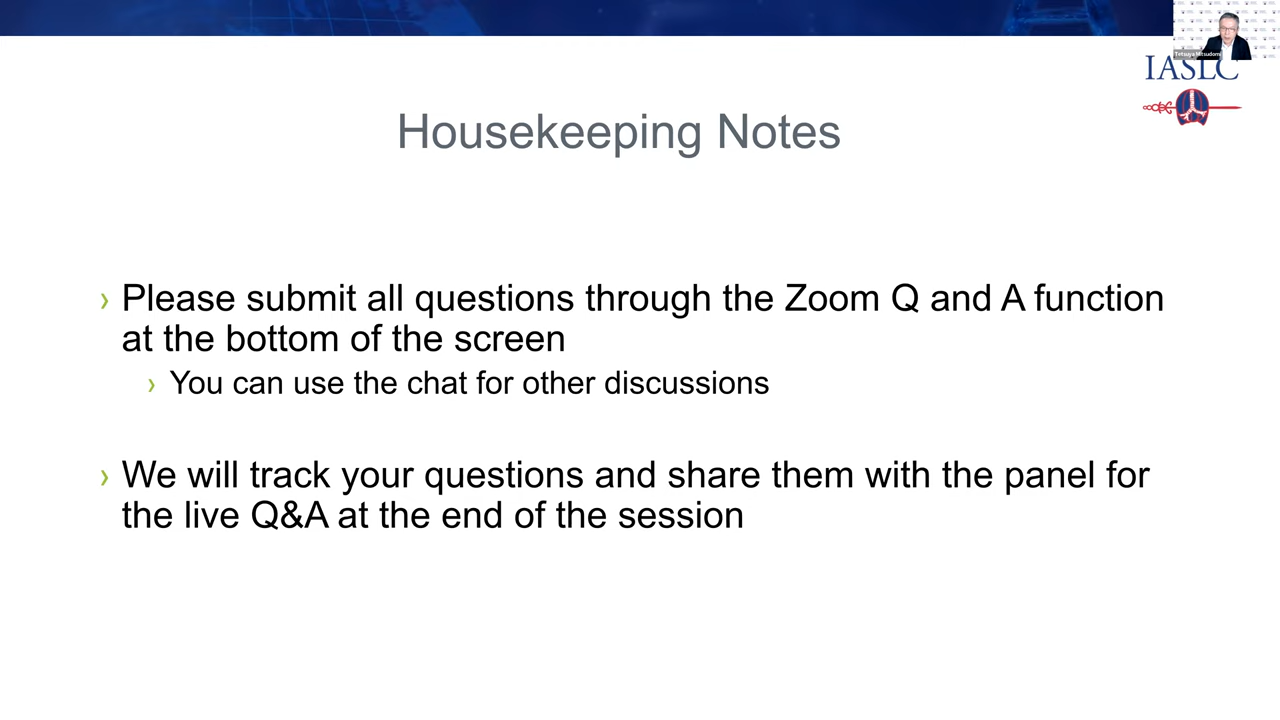 Tetsuya Mitsudomi
IASLC
Housekeeping Notes
› Please submit all questions through the Zoom Q and A function
at the bottom of the screen
› You can use the chat for other discussions
› We will track your questions and share them with the panel for
the live Q&A at the end of the session